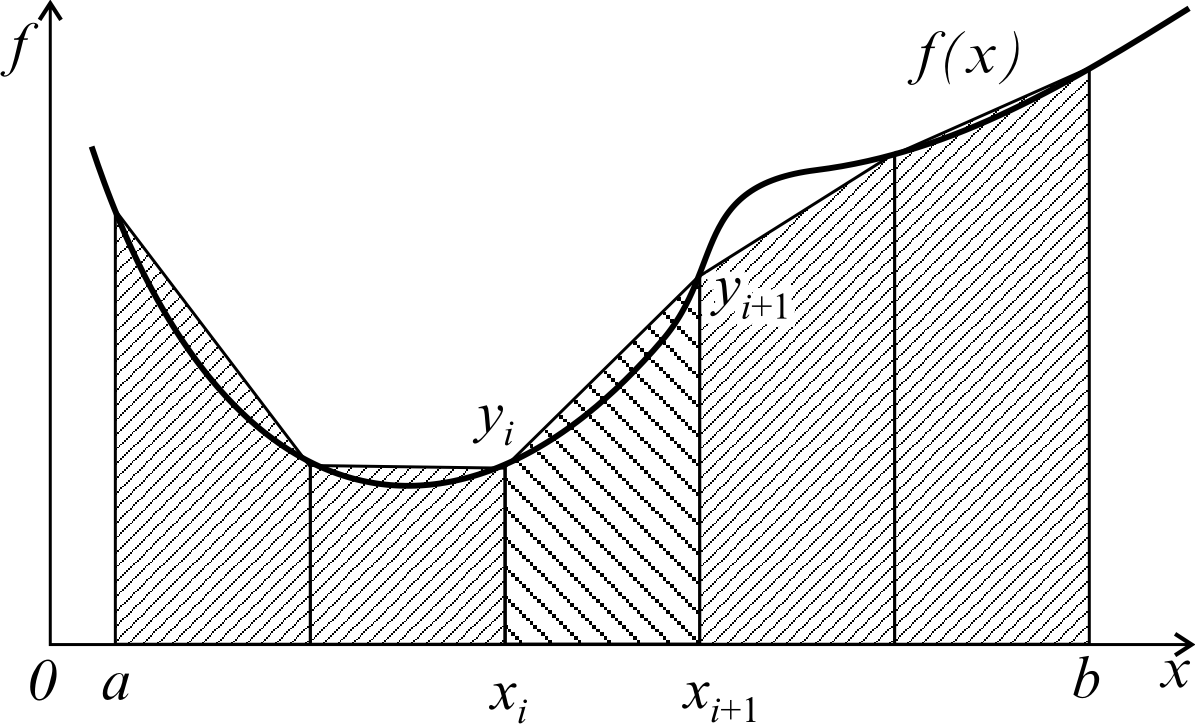 f
f(x)
y_{i+1}
y_i
0 a x_i x_{i+1} b x